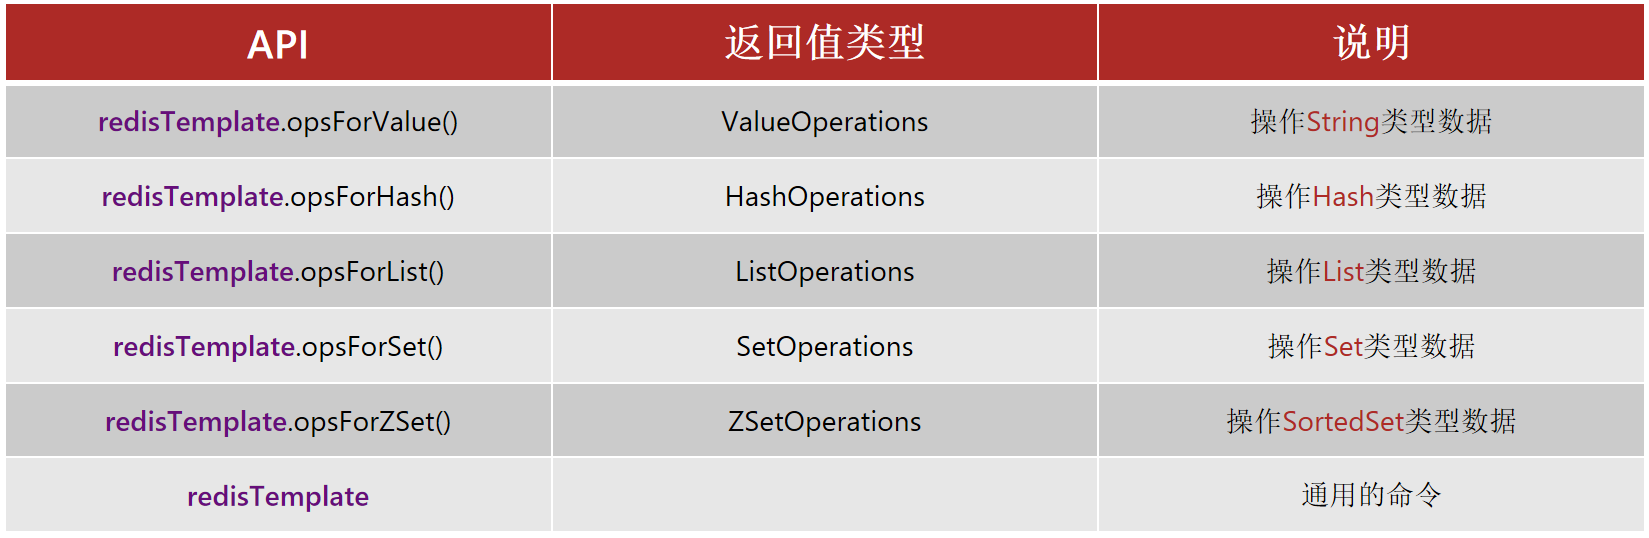 API 返回值类型 说明
redisTemplate.opsForValue() ValueOperations 操作String类型数据
redisTemplate.opsForHash() HashOperations 操作Hash类型数据
redisTemplate.opsForList() ListOperations 操作List类型数据
redisTemplate.opsForSet() SetOperations 操作Set类型数据
redisTemplate.opsForZSet() ZSetOperations 操作SortedSet类型数据
redisTemplate 通用的命令